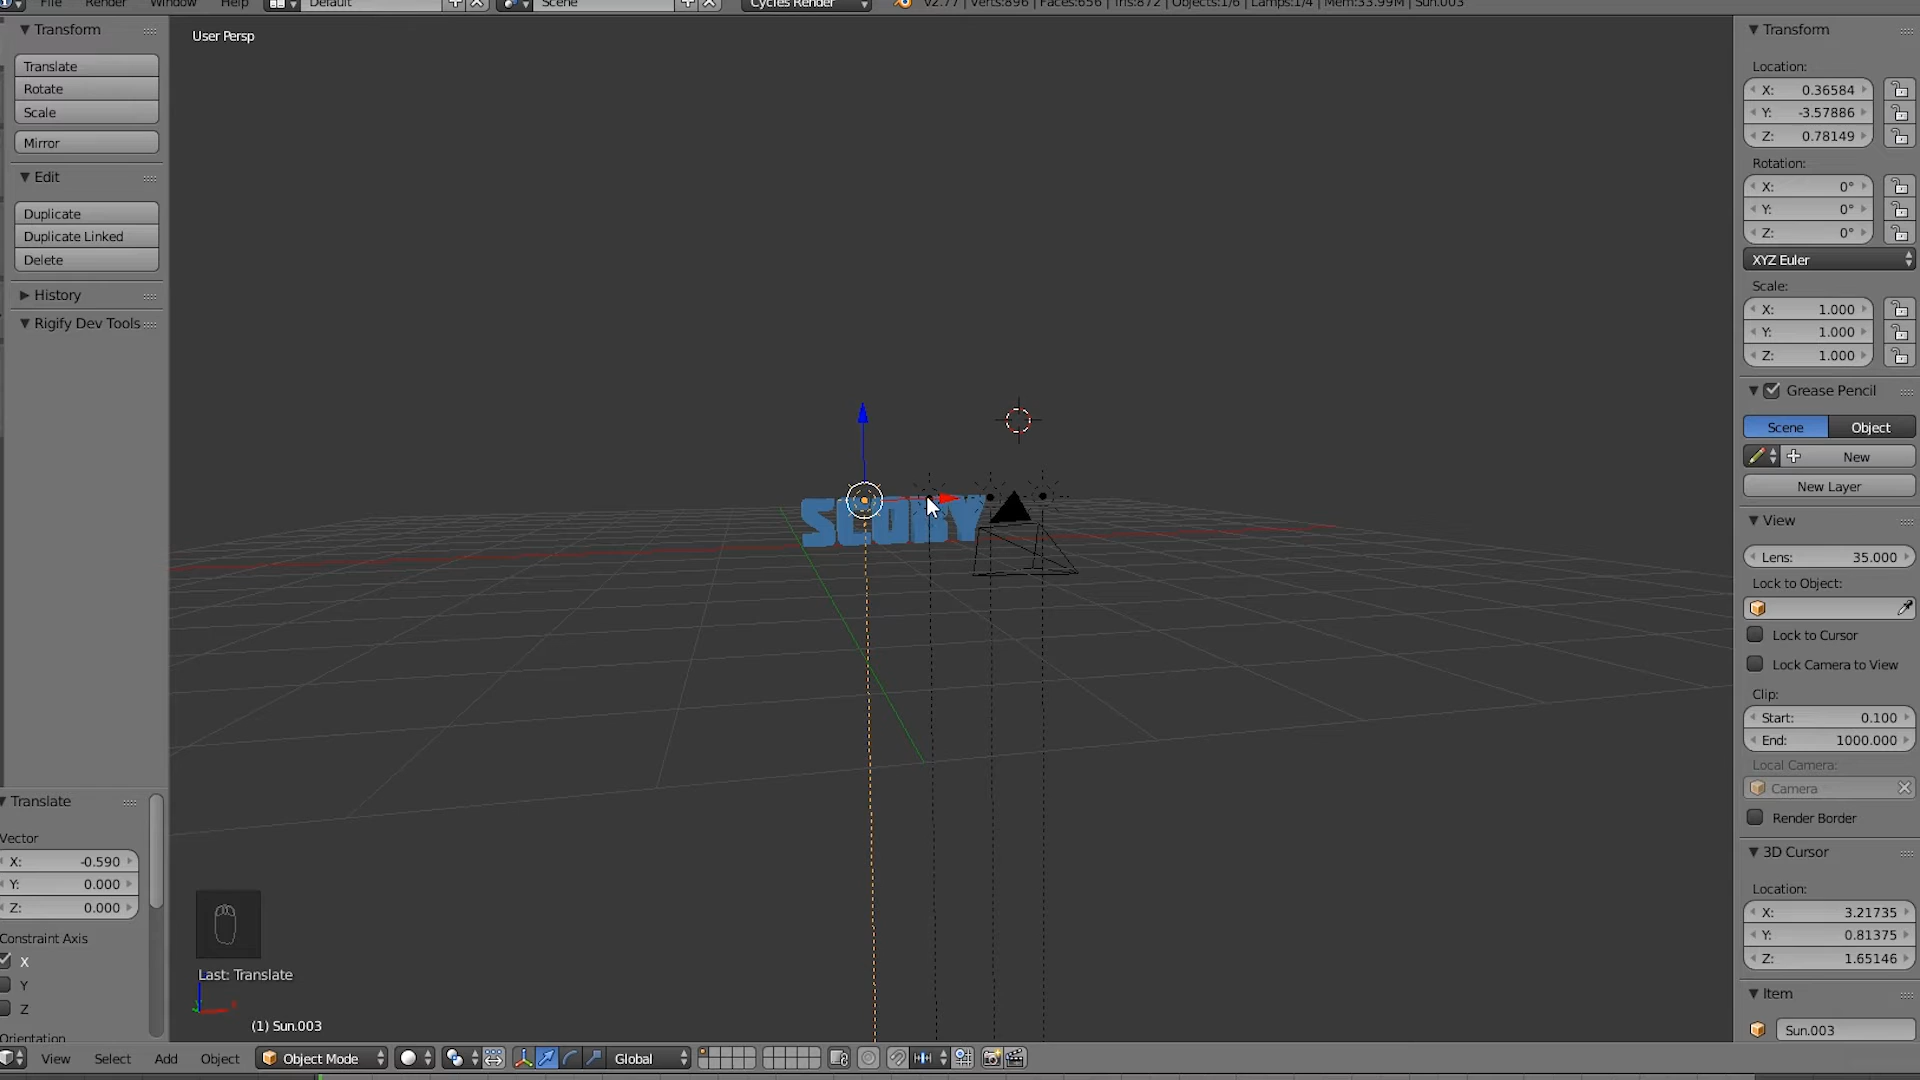 File Render Window Help Default Scene Cycles Render v2.77 | Verts:896 | Faces:656 | Tris:872 | Objects:1/6 | Lamps:1/4 | Mem:33.99M | Sun.003
Transform
Translate
Rotate
Scale
Mirror
Edit
Duplicate
Duplicate Linked
Delete
History
Rigify Dev Tools
Translate
Vector
X: -0.590
Y: 0.000
Z: 0.000
Constraint Axis
X
Y
Z
Orientation
User Persp
Last: Translate
(1) Sun.003
Transform
Location:
X: 0.36584
Y: -3.57886
Z: 0.78149
Rotation:
X: 0°
Y: 0°
Z: 0°
XYZ Euler
Scale:
X: 1.000
Y: 1.000
Z: 1.000
Grease Pencil
Scene Object
New
New Layer
View
Lens: 35.000
Lock to Object:
Lock to Cursor
Lock Camera to View
Clip:
Start: 0.100
End: 1000.000
Local Camera:
Camera
Render Border
3D Cursor
Location:
X: 3.21735
Y: 0.81375
Z: 1.65146
Item
Sun.003
View Select Add Object Object Mode Global